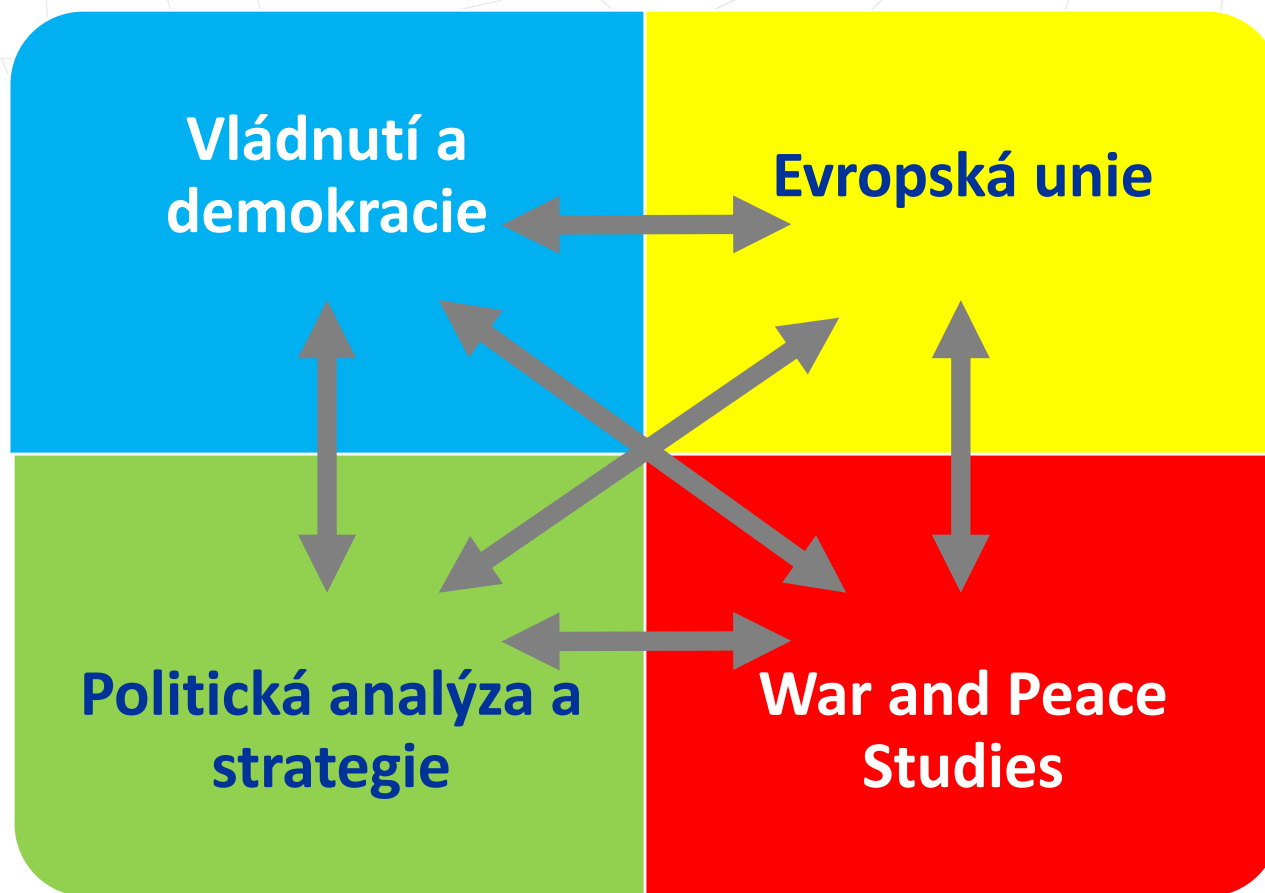 Vládnutí a
demokracie
Evropská unie
Politická analýza a
strategie
War and Peace
Studies